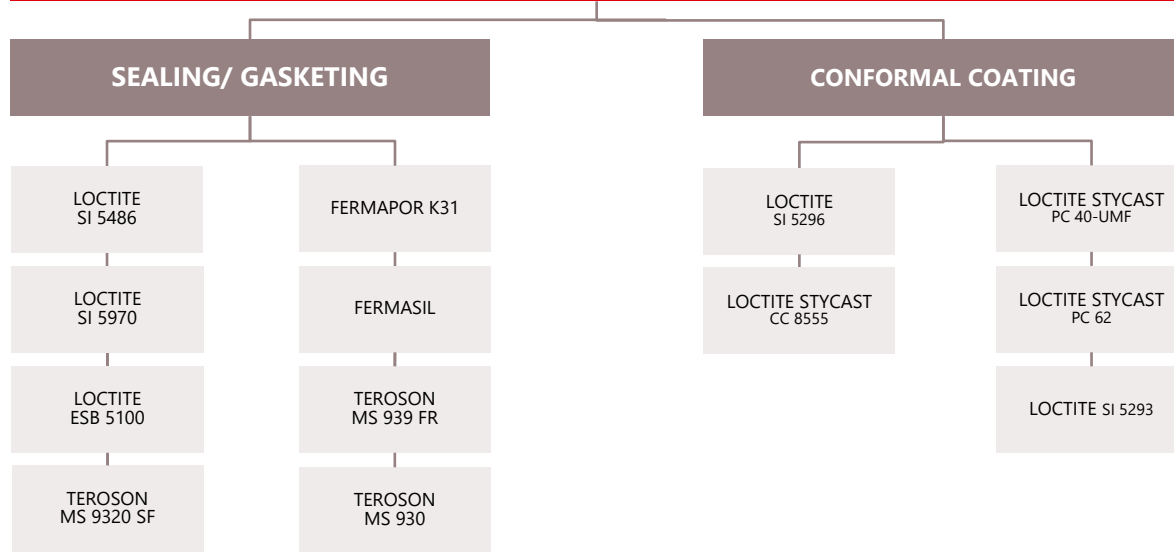 SEALING/ GASKETING
LOCTITE
SI 5486
LOCTITE
SI 5970
LOCTITE
ESB 5100
TEROSON
MS 9320 SF
FERMAPOR K31
FERMASIL
TEROSON
MS 939 FR
TEROSON
MS 930
CONFORMAL COATING
LOCTITE
SI 5296
LOCTITE STYCAST
CC 8555
LOCTITE STYCAST
PC 40-UMF
LOCTITE STYCAST
PC 62
LOCTITE SI 5293